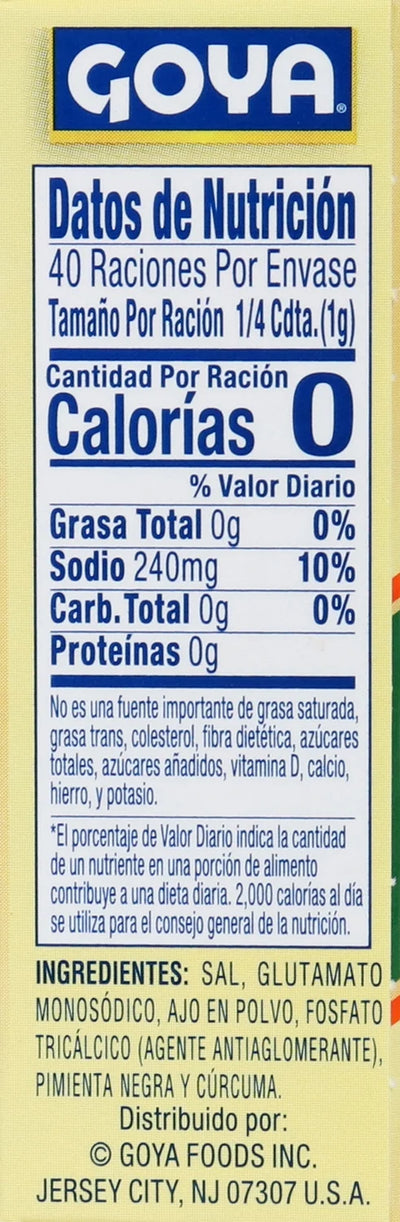 GOYA®
Datos de Nutrición
40 Raciones Por Envase
Tamaño Por Ración 1/4 Cdta.(1g)
Cantidad Por Ración
Calorías 0
% Valor Diario
Grasa Total 0g 0%
Sodio 240mg 10%
Carb. Total 0g 0%
Proteínas 0g
No es una fuente importante de grasa saturada,
grasa trans, colesterol, fibra dietética, azúcares
totales, azúcares añadidos, vitamina D, calcio,
hierro, y potasio.
*El porcentaje de Valor Diario indica la cantidad
de un nutriente en una porción de alimento
contribuye a una dieta diaria. 2,000 calorías al día
se utiliza para el consejo general de la nutrición.
INGREDIENTES: SAL, GLUTAMATO
MONOSÓDICO, AJO EN POLVO, FOSFATO
TRICÁLCICO (AGENTE ANTIAGLOMERANTE),
PIMIENTA NEGRA Y CÚRCUMA.
Distribuido por:
© GOYA FOODS INC.
JERSEY CITY, NJ 07307 U.S.A.